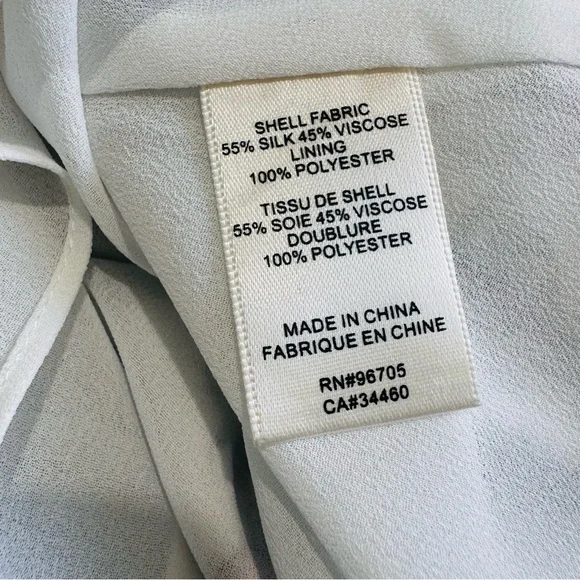 SHELL FABRIC
55% SILK 45% VISCOSE
LINING
100% POLYESTER
TISSU DE SHELL
55% SOIE 45% VISCOSE
DOUBLURE
100% POLYESTER
MADE IN CHINA
FABRIQUE EN CHINE
RN#96705
CA#34460